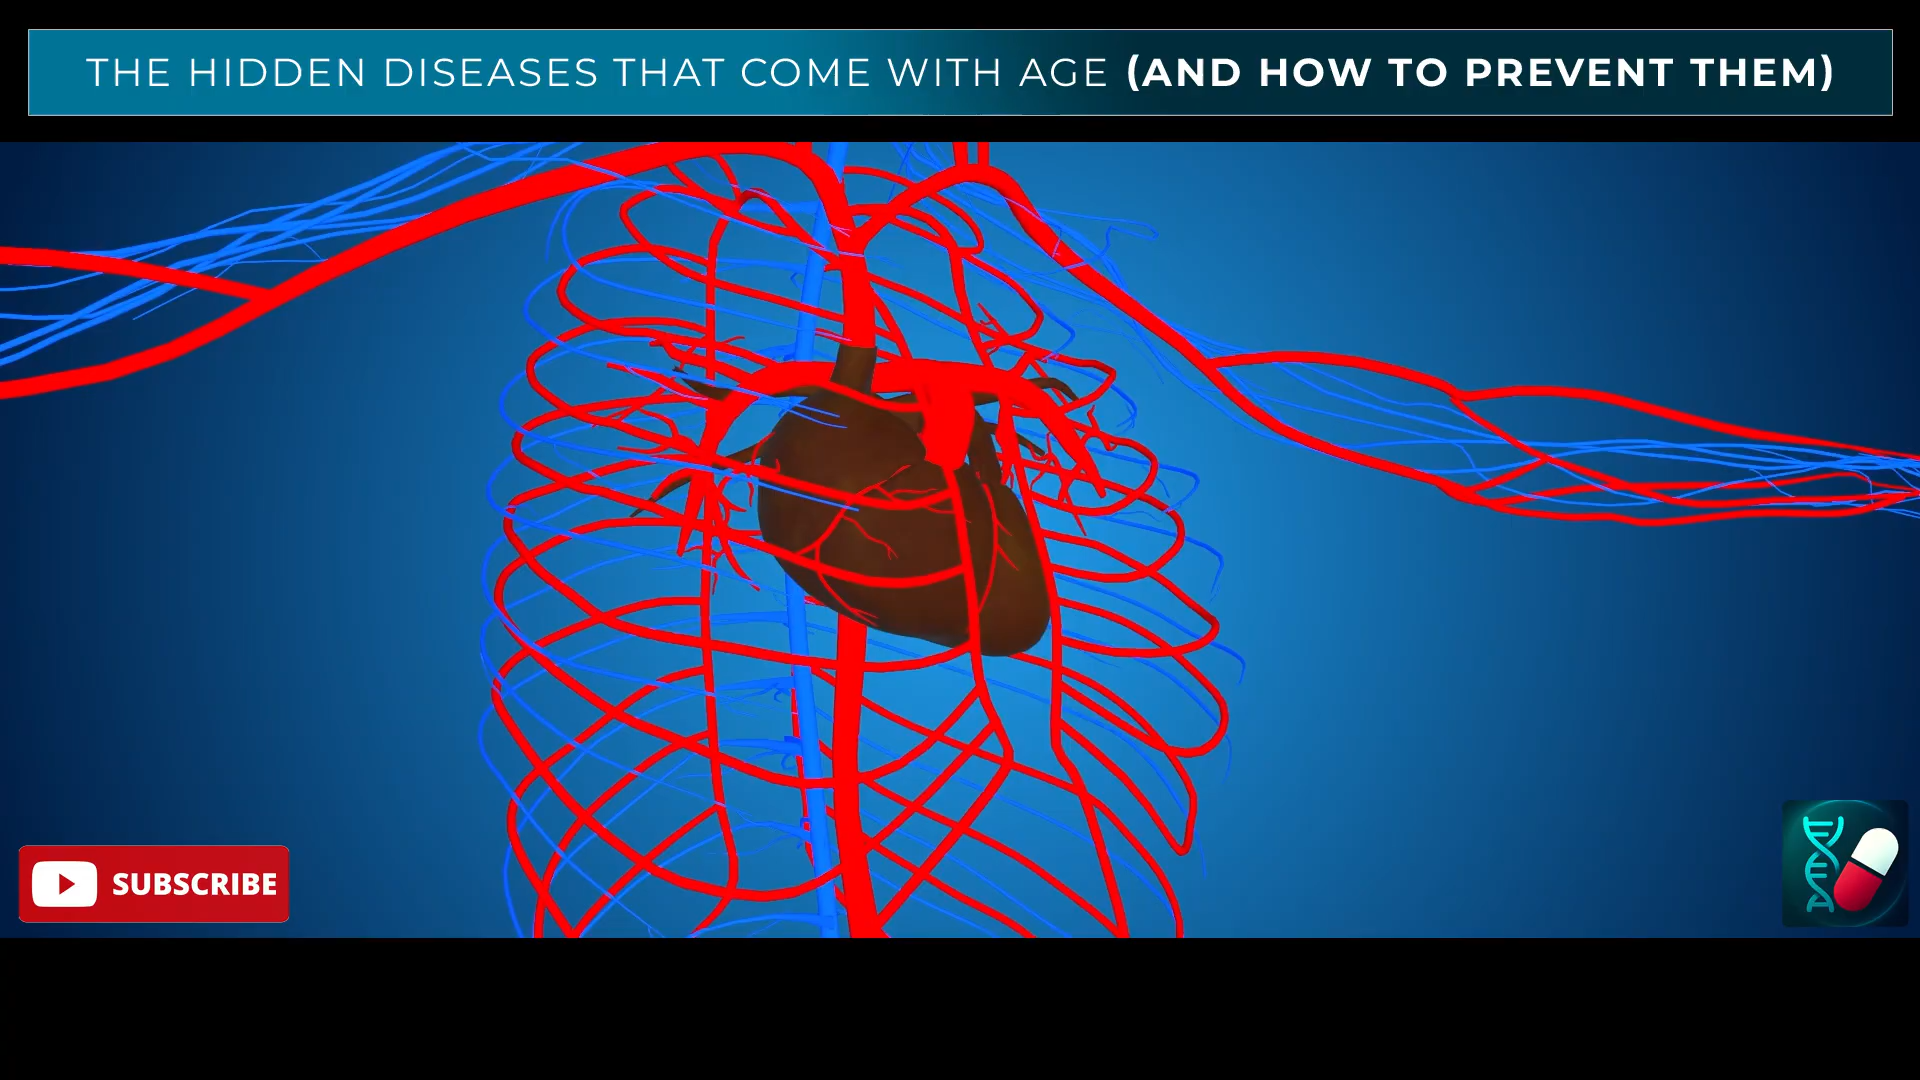 THE HIDDEN DISEASES THAT COME WITH AGE (AND HOW TO PREVENT THEM)
SUBSCRIBE